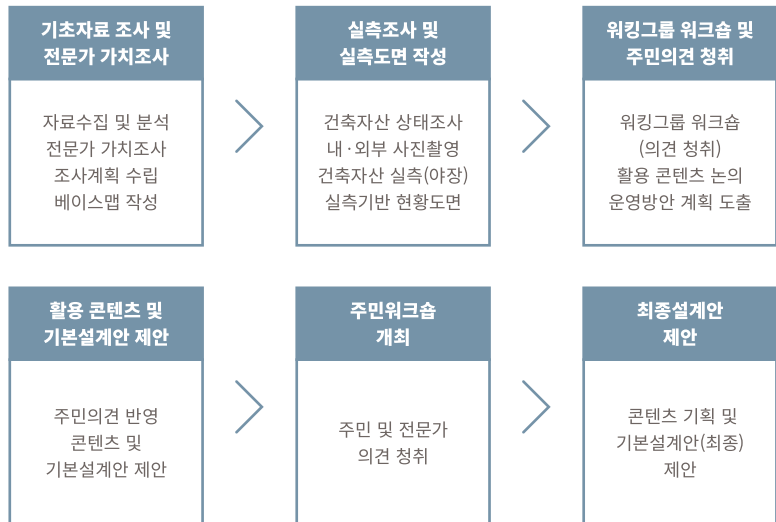 기초자료 조사 및
전문가 가치조사
자료수집 및 분석
전문가 가치조사
조사계획 수립
베이스맵 작성
실측조사 및
실측도면 작성
건축자산 상태조사
내·외부 사진촬영
건축자산 실측(야장)
실측기반 현황도면
워킹그룹 워크숍 및
주민의견 청취
워킹그룹 워크숍
(의견 청취)
활용 콘텐츠 논의
운영방안 계획 도출
활용 콘텐츠 및
기본설계안 제안
주민의견 반영
콘텐츠 및
기본설계안 제안
주민워크숍
개최
주민 및 전문가
의견 청취
최종설계안
제안
콘텐츠 기획 및
기본설계안(최종)
제안